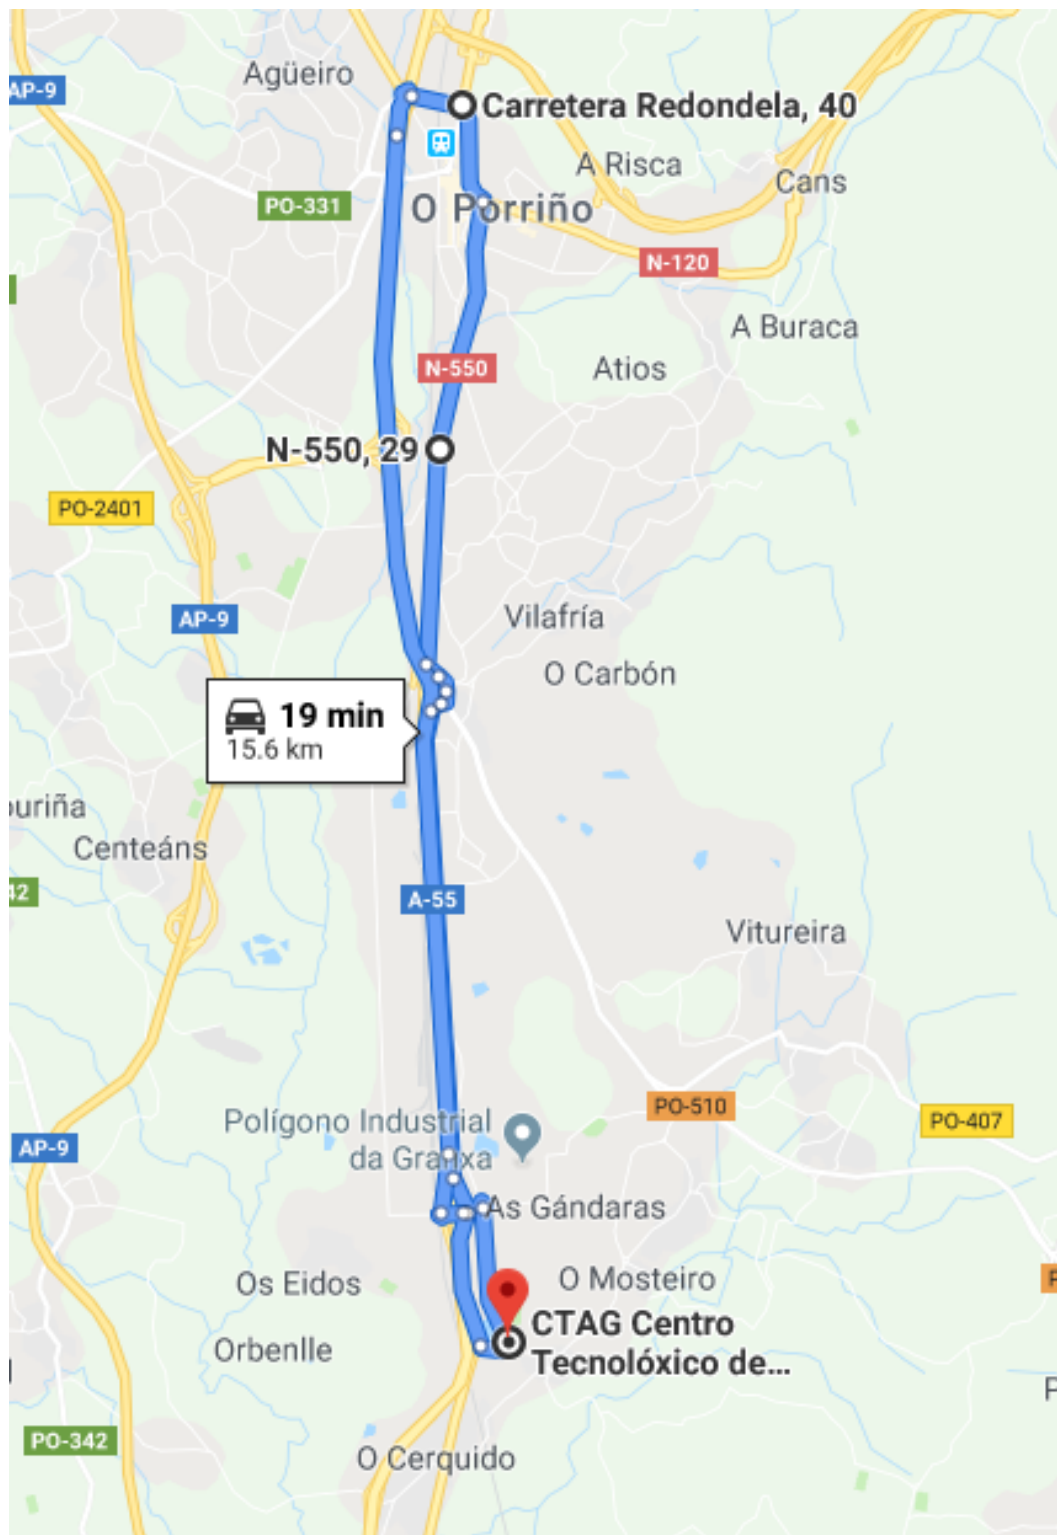 Agüeiro
AP-9
Carretera Redondela, 40
A Risca
Cans
PO-331
O Porriño
N-120
A Buraca
N-550
Atios
N-550, 29
PO-2401
AP-9
Vilafría
O Carbón
19 min
15.6 km
ouriña
Centeáns
42
A-55
Vitureira
PO-510
PO-407
Polígono Industrial
da Granxa
AP-9
As Gándaras
Os Eidos
O Mosteiro
CTAG Centro
Tecnolóxico de...
Orbenlle
P
PO-342
O Cerquido